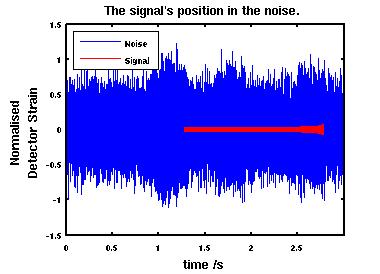 The signal's position in the noise.
Normalised
Detector Strain
1.5
1
0.5
0
-0.5
-1
-1.5
Noise
Signal
0 0.5 1 1.5 2 2.5
time /s